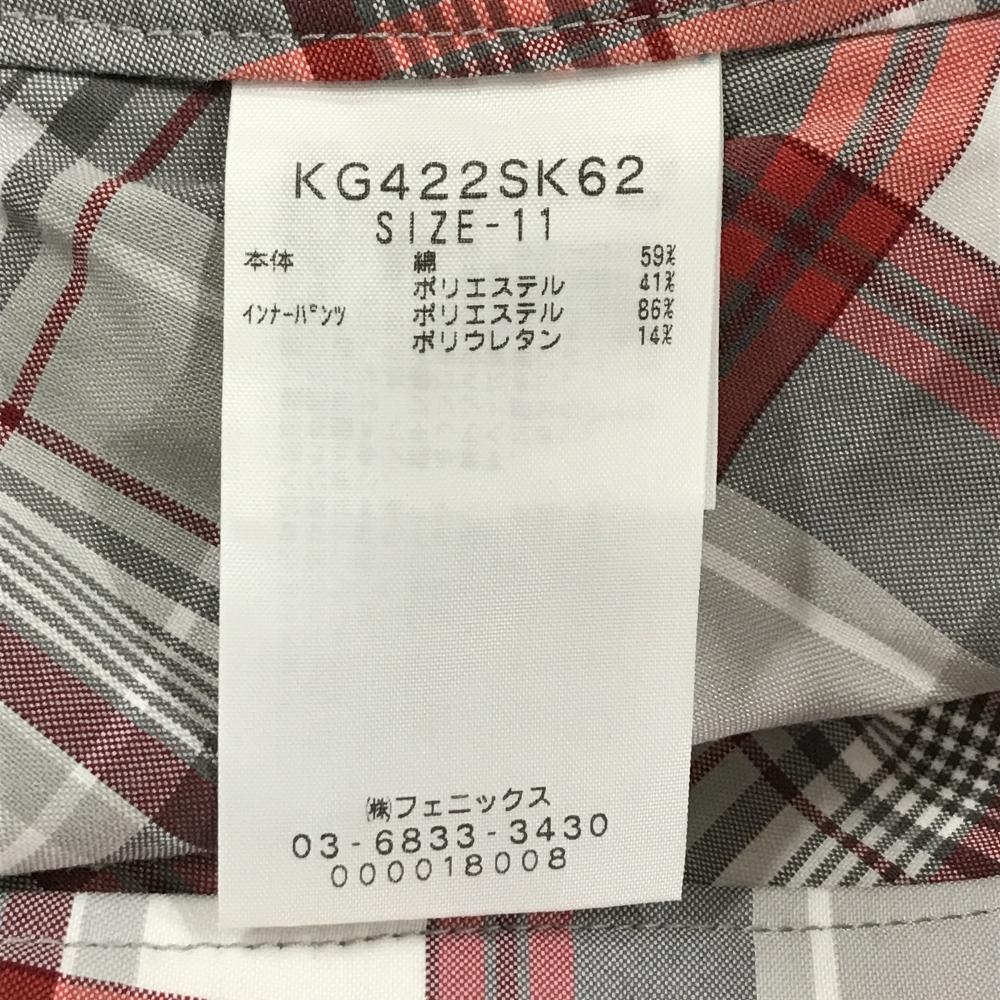 KG422SK62
SIZE-11
本体 綿 59%
ポリエステル 41%
インナーパンツ ポリエステル 86%
ポリウレタン 14%
㈱フェニックス
03-6833-3430
000018008